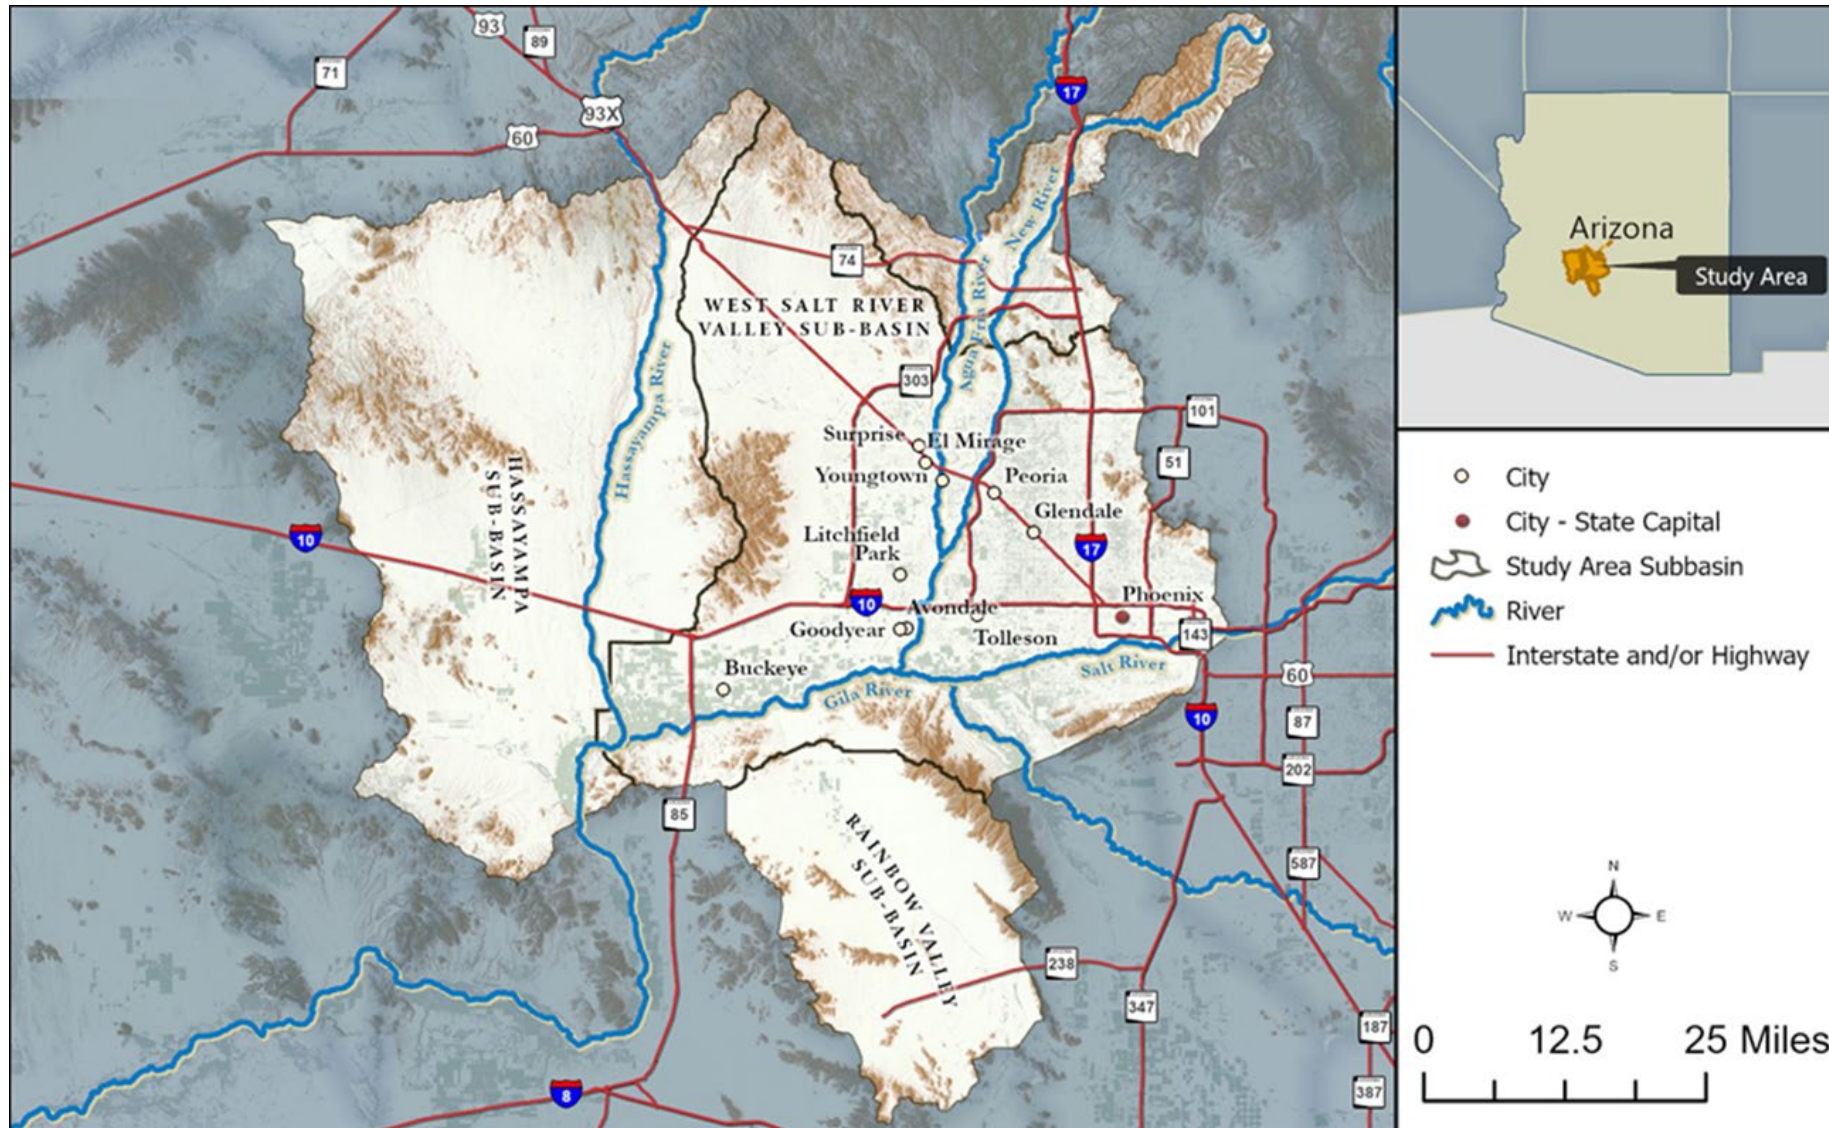 93
89
71
17
93X
60
New River
Arizona
Study Area
74
Hassayampa River
WEST SALT RIVER
VALLEY SUB-BASIN
Agua Fria River
303
101
51
Surprise
El Mirage
Youngtown
Peoria
Glendale
HASSAYAMPA
SUB-BASIN
10
Litchfield
Park
17
10
Avondale
Phoenix
Goodyear
Tolleson
143
Buckeye
Gila River
Salt River
60
10
87
202
85
RAINBOW VALLEY
SUB-BASIN
587
238
347
187
8
387
City
City - State Capital
Study Area Subbasin
River
Interstate and/or Highway
N
W
E
S
0
12.5
25 Miles